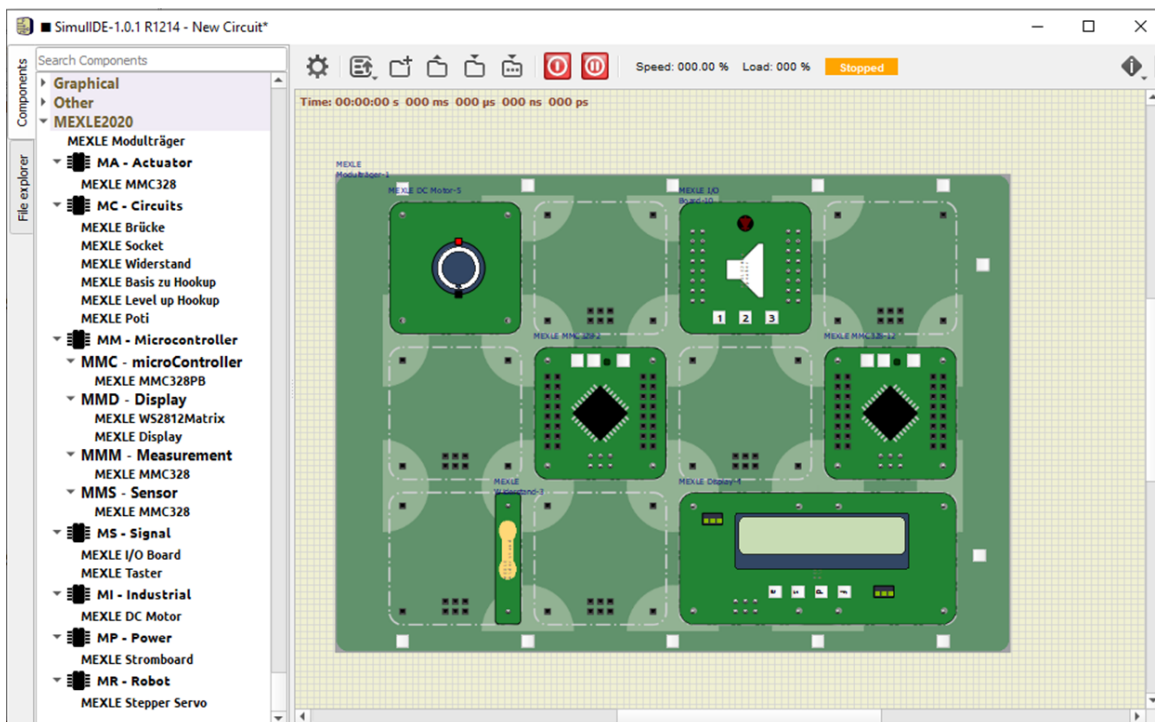 SimulIDE-1.0.1 R1214 - New Circuit*
Components
File explorer
Search Components
Graphical
Other
MEXLE2020
MEXLE Modulträger
MA - Actuator
MEXLE MMC328
MC - Circuits
MEXLE Brücke
MEXLE Socket
MEXLE Widerstand
MEXLE Basis zu Hookup
MEXLE Level up Hookup
MEXLE Poti
MM - Microcontroller
MMC - microController
MEXLE MMC328PB
MMD - Display
MEXLE WS2812Matrix
MEXLE Display
MMM - Measurement
MEXLE MMC328
MMS - Sensor
MEXLE MMC328
MS - Signal
MEXLE I/O Board
MEXLE Taster
MI - Industrial
MEXLE DC Motor
MP - Power
MEXLE Stromboard
MR - Robot
MEXLE Stepper Servo
Speed: 000.00 % Load: 000 % Stopped
Time: 00:00:00 s 000 ms 000 µs 000 ns 000 ps
MEXLE
Modulträger-1
MEXLE DC Motor-5
MEXLE I/O
Board-10
1 2 3
MEXLE MMC328-2
MEXLE MMC328-12
MEXLE
Widerstand-3
MEXLE Display-4